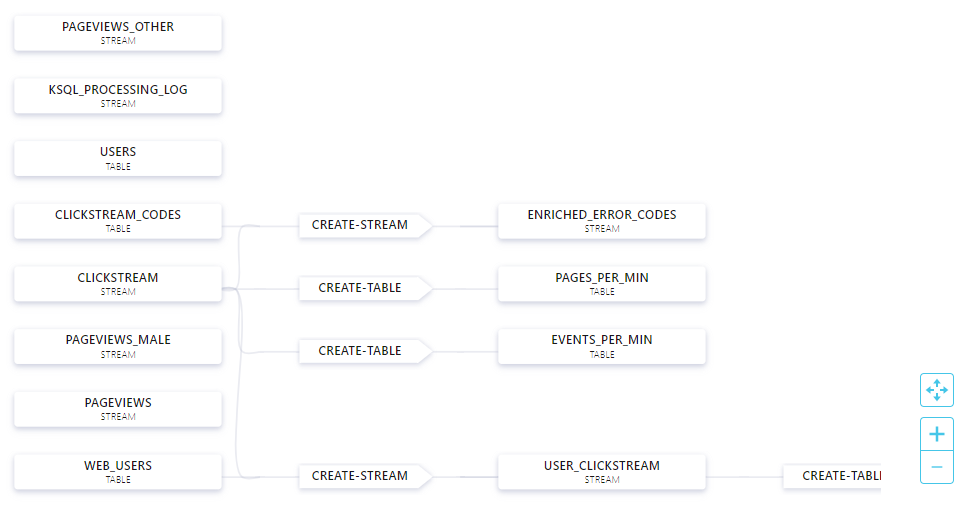 PAGEVIEWS_OTHER
STREAM
KSQL_PROCESSING_LOG
STREAM
USERS
TABLE
CLICKSTREAM_CODES
TABLE
CREATE-STREAM
ENRICHED_ERROR_CODES
STREAM
CLICKSTREAM
STREAM
CREATE-TABLE
PAGES_PER_MIN
TABLE
PAGEVIEWS_MALE
STREAM
CREATE-TABLE
EVENTS_PER_MIN
TABLE
PAGEVIEWS
STREAM
WEB_USERS
TABLE
CREATE-STREAM
USER_CLICKSTREAM
STREAM
CREATE-TABL